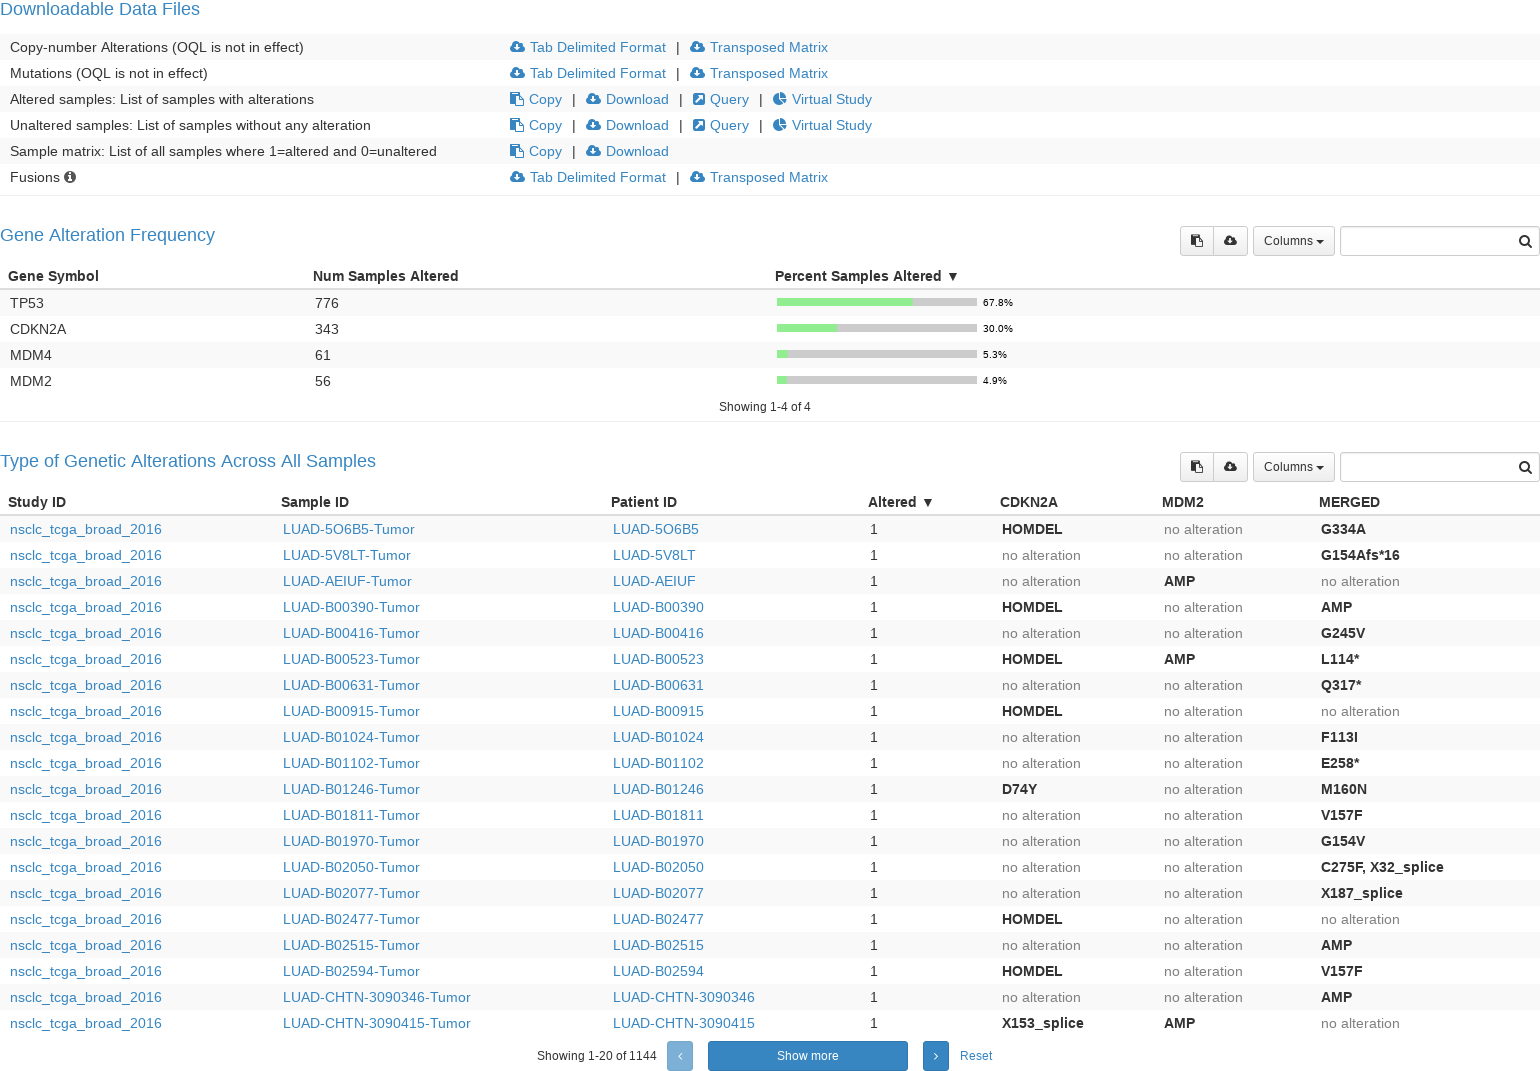 Downloadable Data Files
Copy-number Alterations (OQL is not in effect) Tab Delimited Format | Transposed Matrix
Mutations (OQL is not in effect) Tab Delimited Format | Transposed Matrix
Altered samples: List of samples with alterations Copy | Download | Query | Virtual Study
Unaltered samples: List of samples without any alteration Copy | Download | Query | Virtual Study
Sample matrix: List of all samples where 1=altered and 0=unaltered Copy | Download
Fusions Tab Delimited Format | Transposed Matrix
Gene Alteration Frequency Columns
Gene Symbol Num Samples Altered Percent Samples Altered ▼
TP53 776 67.8%
CDKN2A 343 30.0%
MDM4 61 5.3%
MDM2 56 4.9%
Showing 1-4 of 4
Type of Genetic Alterations Across All Samples Columns
Study ID Sample ID Patient ID Altered ▼ CDKN2A MDM2 MERGED
nsclc_tcga_broad_2016 LUAD-5O6B5-Tumor LUAD-5O6B5 1 HOMDEL no alteration G334A
nsclc_tcga_broad_2016 LUAD-5V8LT-Tumor LUAD-5V8LT 1 no alteration no alteration G154Afs*16
nsclc_tcga_broad_2016 LUAD-AEIUF-Tumor LUAD-AEIUF 1 no alteration AMP no alteration
nsclc_tcga_broad_2016 LUAD-B00390-Tumor LUAD-B00390 1 HOMDEL no alteration AMP
nsclc_tcga_broad_2016 LUAD-B00416-Tumor LUAD-B00416 1 no alteration no alteration G245V
nsclc_tcga_broad_2016 LUAD-B00523-Tumor LUAD-B00523 1 HOMDEL AMP L114*
nsclc_tcga_broad_2016 LUAD-B00631-Tumor LUAD-B00631 1 no alteration no alteration Q317*
nsclc_tcga_broad_2016 LUAD-B00915-Tumor LUAD-B00915 1 HOMDEL no alteration no alteration
nsclc_tcga_broad_2016 LUAD-B01024-Tumor LUAD-B01024 1 no alteration no alteration F113I
nsclc_tcga_broad_2016 LUAD-B01102-Tumor LUAD-B01102 1 no alteration no alteration E258*
nsclc_tcga_broad_2016 LUAD-B01246-Tumor LUAD-B01246 1 D74Y no alteration M160N
nsclc_tcga_broad_2016 LUAD-B01811-Tumor LUAD-B01811 1 no alteration no alteration V157F
nsclc_tcga_broad_2016 LUAD-B01970-Tumor LUAD-B01970 1 no alteration no alteration G154V
nsclc_tcga_broad_2016 LUAD-B02050-Tumor LUAD-B02050 1 no alteration no alteration C275F, X32_splice
nsclc_tcga_broad_2016 LUAD-B02077-Tumor LUAD-B02077 1 no alteration no alteration X187_splice
nsclc_tcga_broad_2016 LUAD-B02477-Tumor LUAD-B02477 1 HOMDEL no alteration no alteration
nsclc_tcga_broad_2016 LUAD-B02515-Tumor LUAD-B02515 1 no alteration no alteration AMP
nsclc_tcga_broad_2016 LUAD-B02594-Tumor LUAD-B02594 1 HOMDEL no alteration V157F
nsclc_tcga_broad_2016 LUAD-CHTN-3090346-Tumor LUAD-CHTN-3090346 1 no alteration no alteration AMP
nsclc_tcga_broad_2016 LUAD-CHTN-3090415-Tumor LUAD-CHTN-3090415 1 X153_splice AMP no alteration
Showing 1-20 of 1144 ‹ Show more › Reset